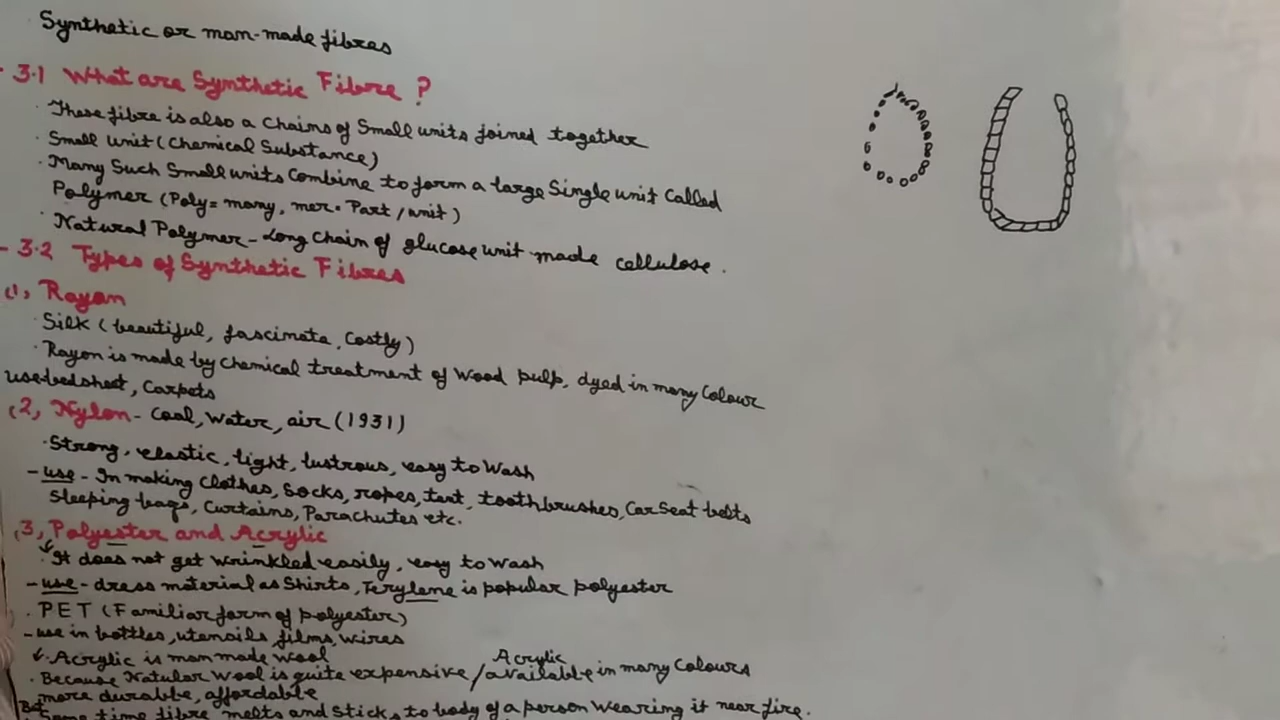 Synthetic or man-made fibres
- 3.1 What are Synthetic Fibre ?
· These fibre is also a Chains of Small units joined together
· Small Unit (Chemical Substance)
· Many Such Small units Combine to form a large Single unit Called
Polymer (Poly = many, mer = Part / unit)
· Natural Polymer - Long Chain of glucose unit made cellulose.
- 3.2 Types of Synthetic Fibres
(1) Rayon
· Silk (beautiful, fascinate, Costly)
· Rayon is made by Chemical treatment of Wood pulp, dyed in many Colour
use bedsheet, Carpets
(2) Nylon - Coal, Water, air (1931)
· Strong, elastic, light, lustrous, easy to Wash
- use - In making Clothes, Socks, ropes, tent, toothbrushes, Car Seat belts
Sleeping bags, Curtains, Parachutes etc.
(3) Polyester and Acrylic
· It does not get wrinkled easily, easy to Wash
- use - dress material as Shirts, Terylene is popular polyester
· PET (Familiar form of polyester)
- use in bottles, utensils, films, wires
· Acrylic is man made wool
· Because Natular Wool is quite expensive / Acrylic available in many Colours
more durable, affordable
But Some time fibre melts and Stick to body of a person Wearing it near fire.